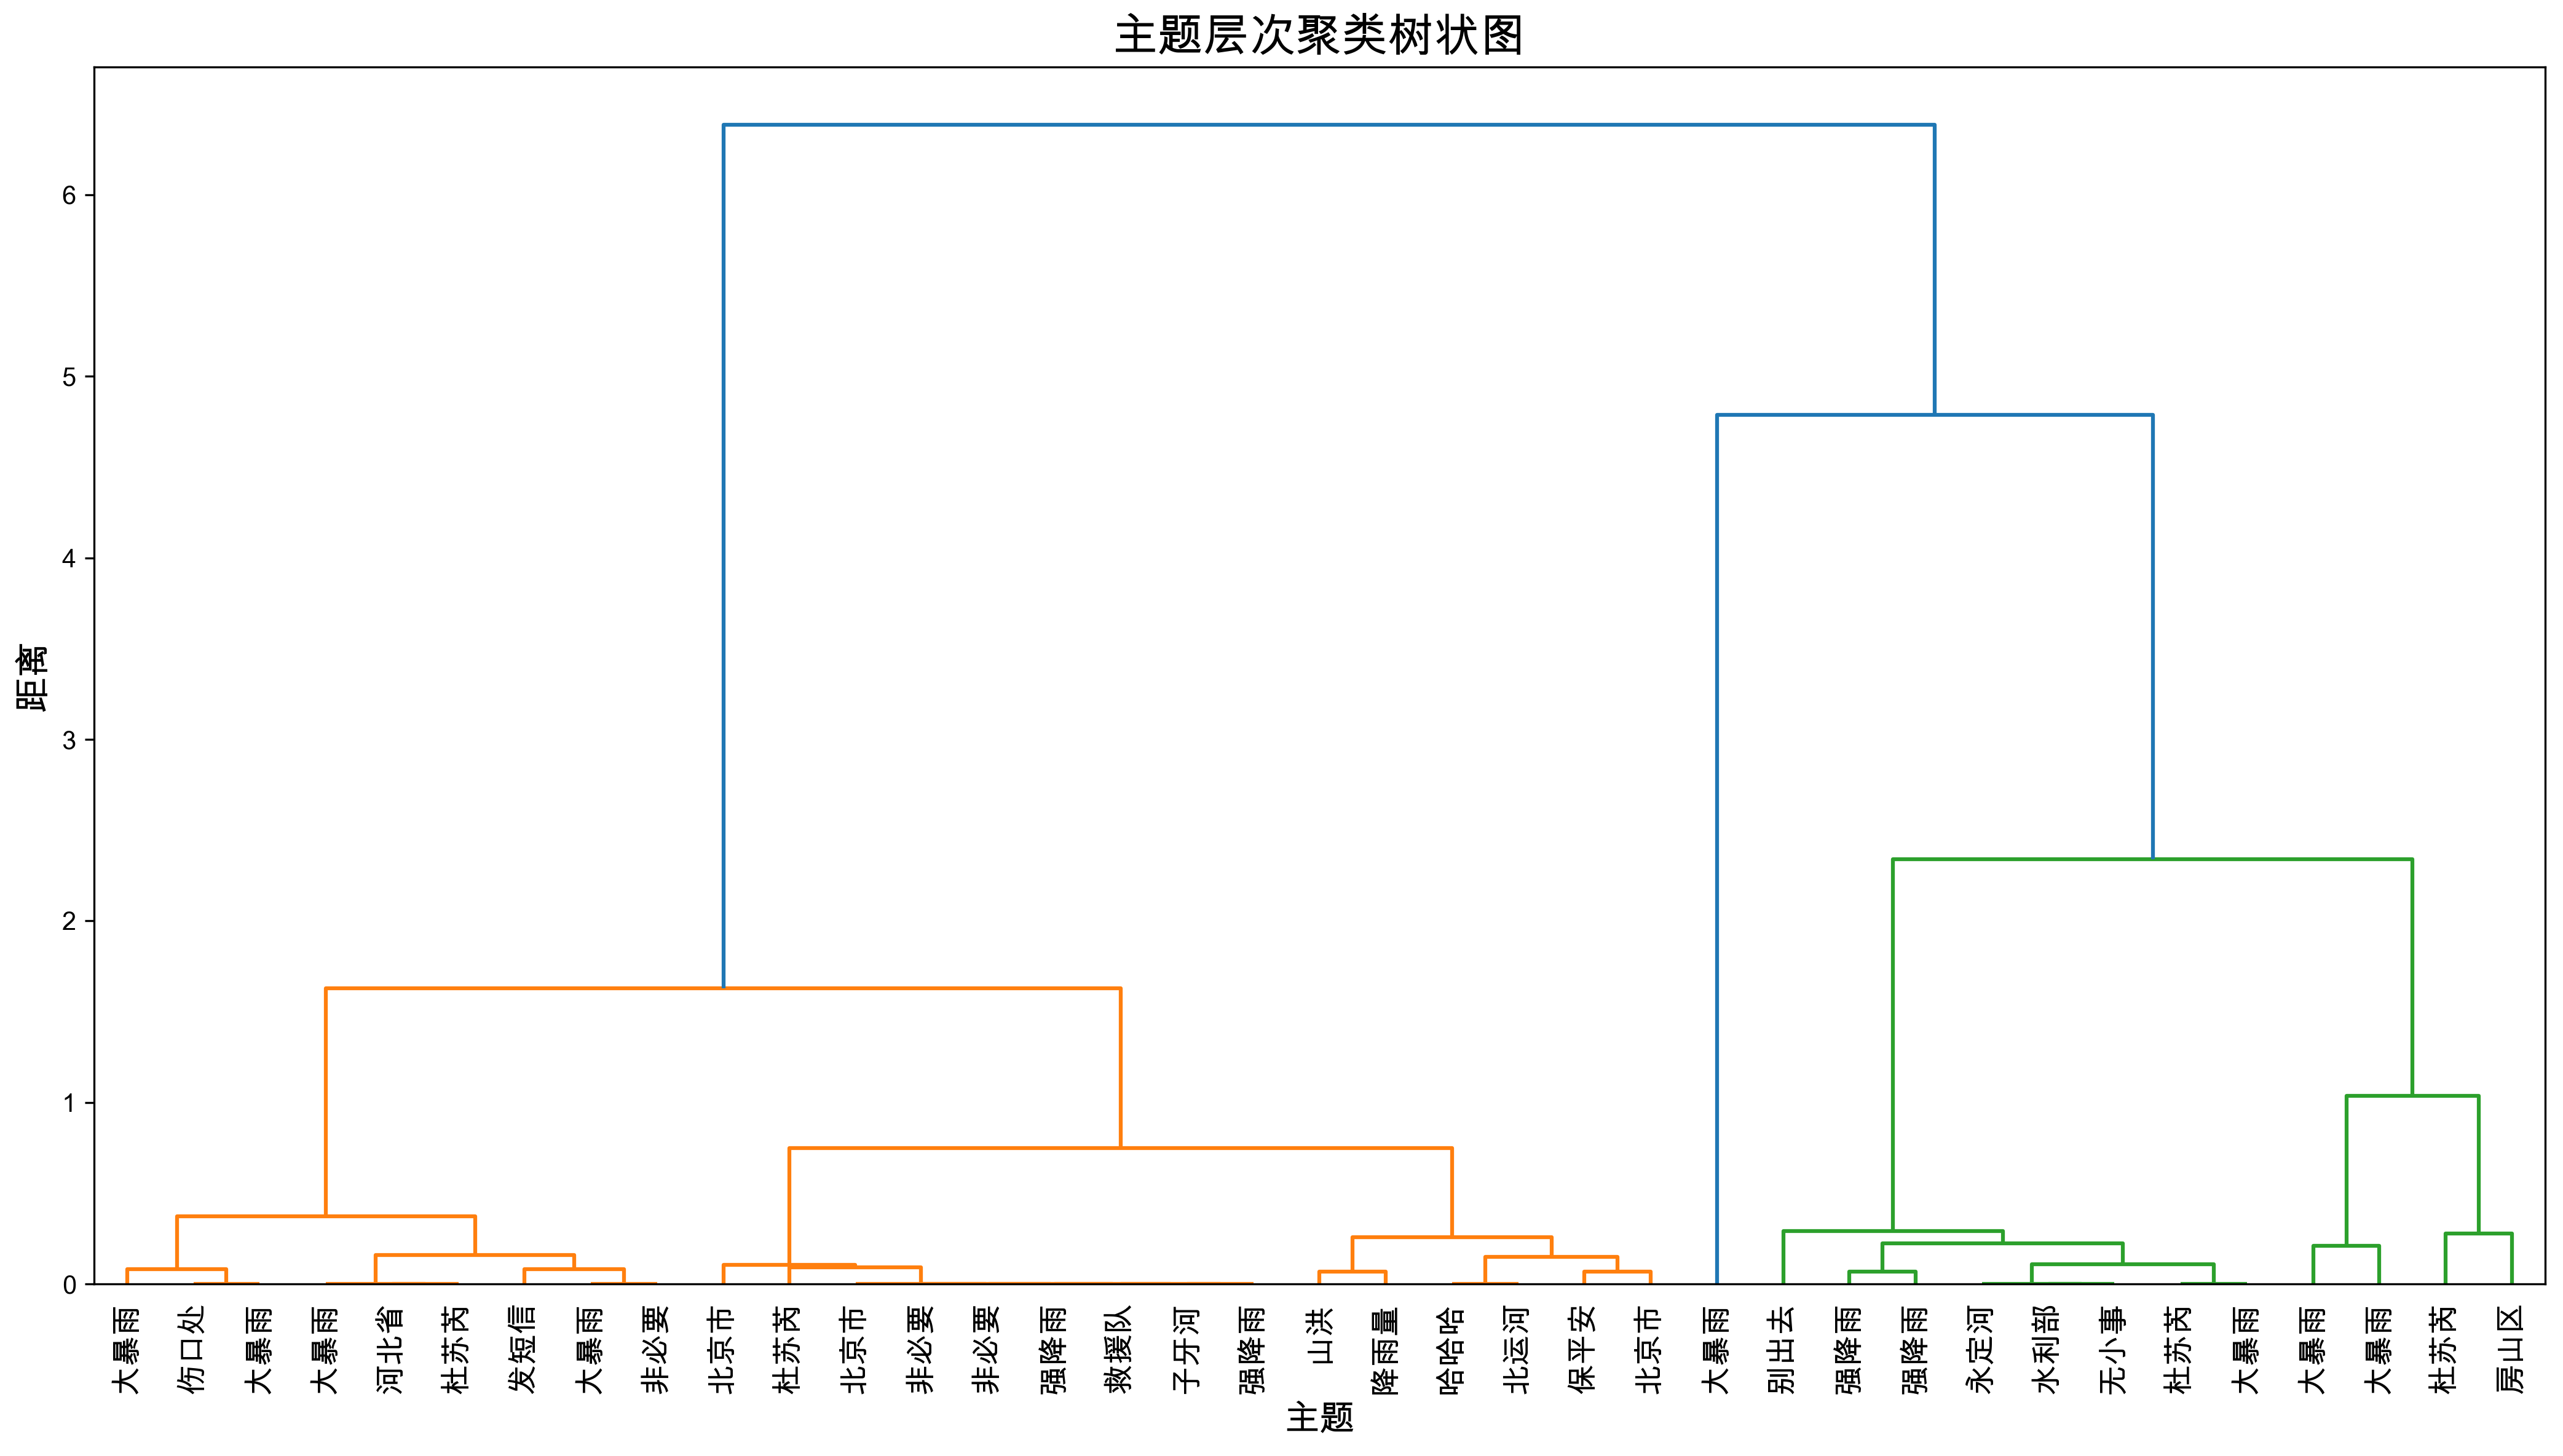 主题层次聚类树状图
距离
6
5
4
3
2
1
0
大暴雨
伤口处
大暴雨
大暴雨
河北省
杜苏芮
发短信
大暴雨
非必要
北京市
杜苏芮
北京市
非必要
非必要
强降雨
救援队
子牙河
强降雨
山洪
降雨量
哈哈哈
北运河
保平安
北京市
大暴雨
别出去
强降雨
强降雨
永定河
水利部
无小事
杜苏芮
大暴雨
大暴雨
大暴雨
杜苏芮
房山区
主题